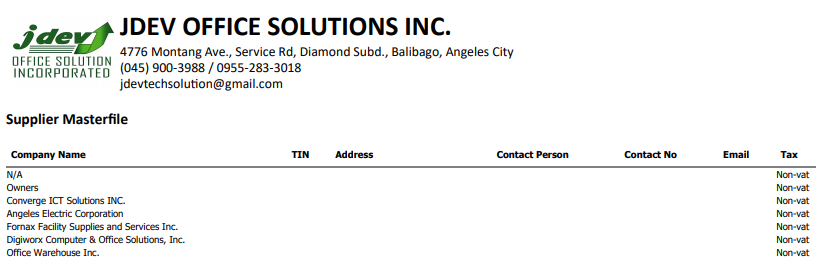 jdev
OFFICE SOLUTION
INCORPORATED
JDEV OFFICE SOLUTIONS INC.
4776 Montang Ave., Service Rd, Diamond Subd., Balibago, Angeles City
(045) 900-3988 / 0955-283-3018
jdevtechsolution@gmail.com
Supplier Masterfile
Company Name TIN Address Contact Person Contact No Email Tax
N/A Non-vat
Owners Non-vat
Converge ICT Solutions INC. Non-vat
Angeles Electric Corporation Non-vat
Fornax Facility Supplies and Services Inc. Non-vat
Digiworx Computer & Office Solutions, Inc. Non-vat
Office Warehouse Inc. Non-vat